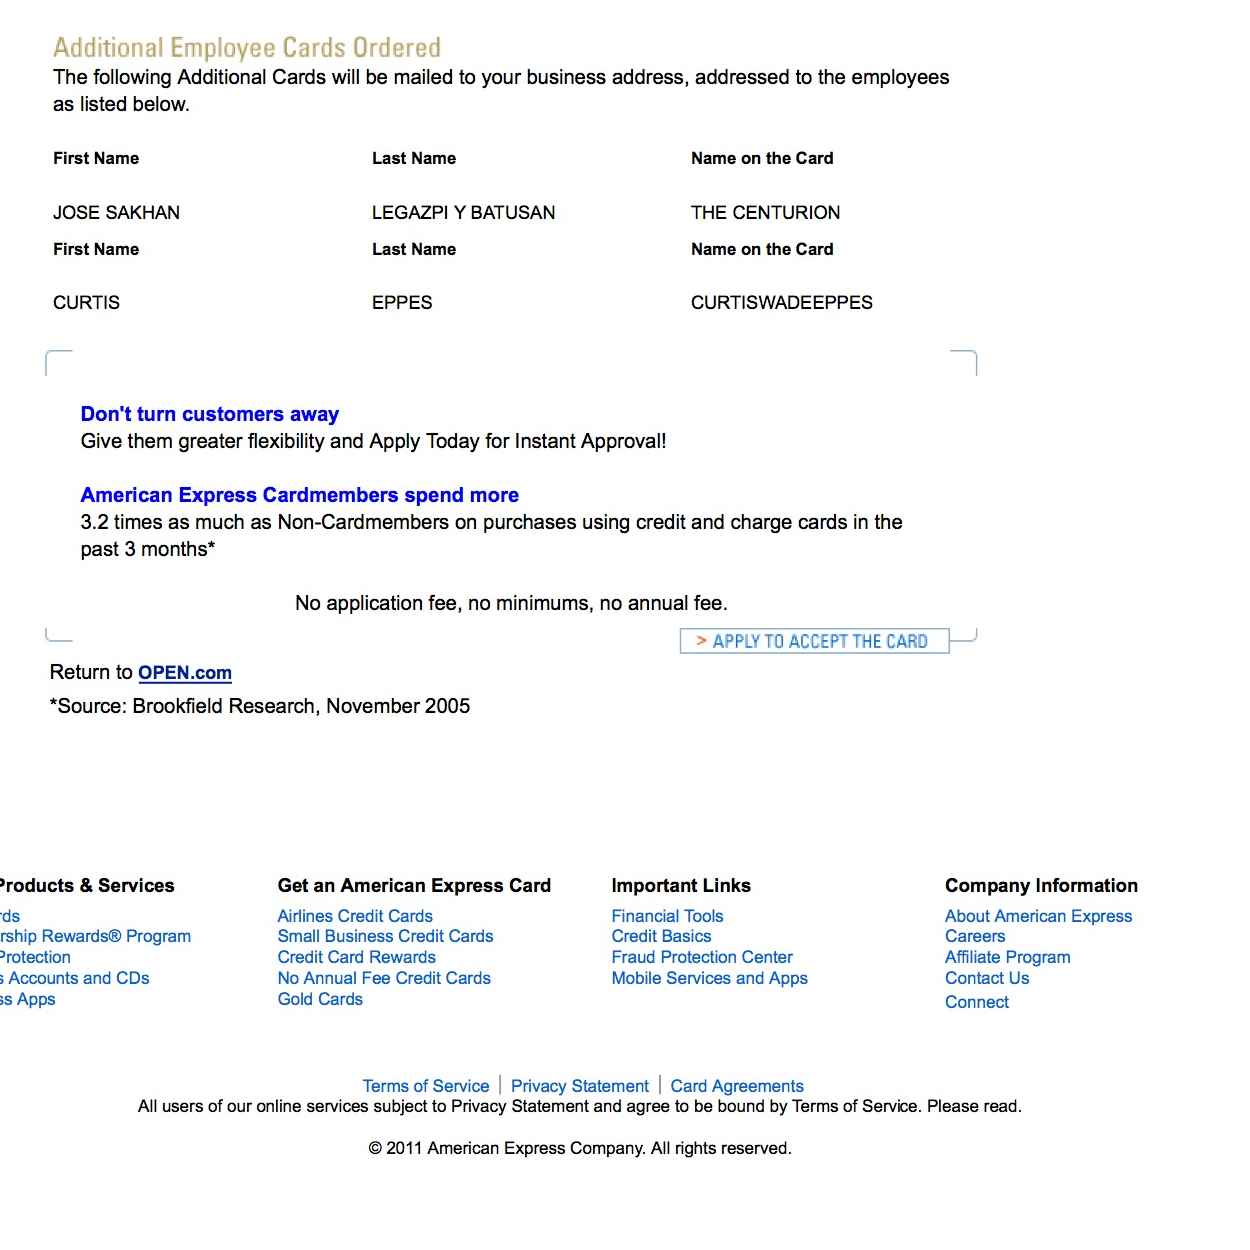 Additional Employee Cards Ordered
The following Additional Cards will be mailed to your business address, addressed to the employees
as listed below.
First Name Last Name Name on the Card
JOSE SAKHAN LEGAZPI Y BATUSAN THE CENTURION
First Name Last Name Name on the Card
CURTIS EPPES CURTISWADEEPPES
Don't turn customers away
Give them greater flexibility and Apply Today for Instant Approval!
American Express Cardmembers spend more
3.2 times as much as Non-Cardmembers on purchases using credit and charge cards in the
past 3 months*
No application fee, no minimums, no annual fee.
> APPLY TO ACCEPT THE CARD
Return to OPEN.com
*Source: Brookfield Research, November 2005
Products & Services Get an American Express Card Important Links Company Information
rds Airlines Credit Cards Financial Tools About American Express
rship Rewards® Program Small Business Credit Cards Credit Basics Careers
Protection Credit Card Rewards Fraud Protection Center Affiliate Program
s Accounts and CDs No Annual Fee Credit Cards Mobile Services and Apps Contact Us
ss Apps Gold Cards Connect
Terms of Service | Privacy Statement | Card Agreements
All users of our online services subject to Privacy Statement and agree to be bound by Terms of Service. Please read.
© 2011 American Express Company. All rights reserved.